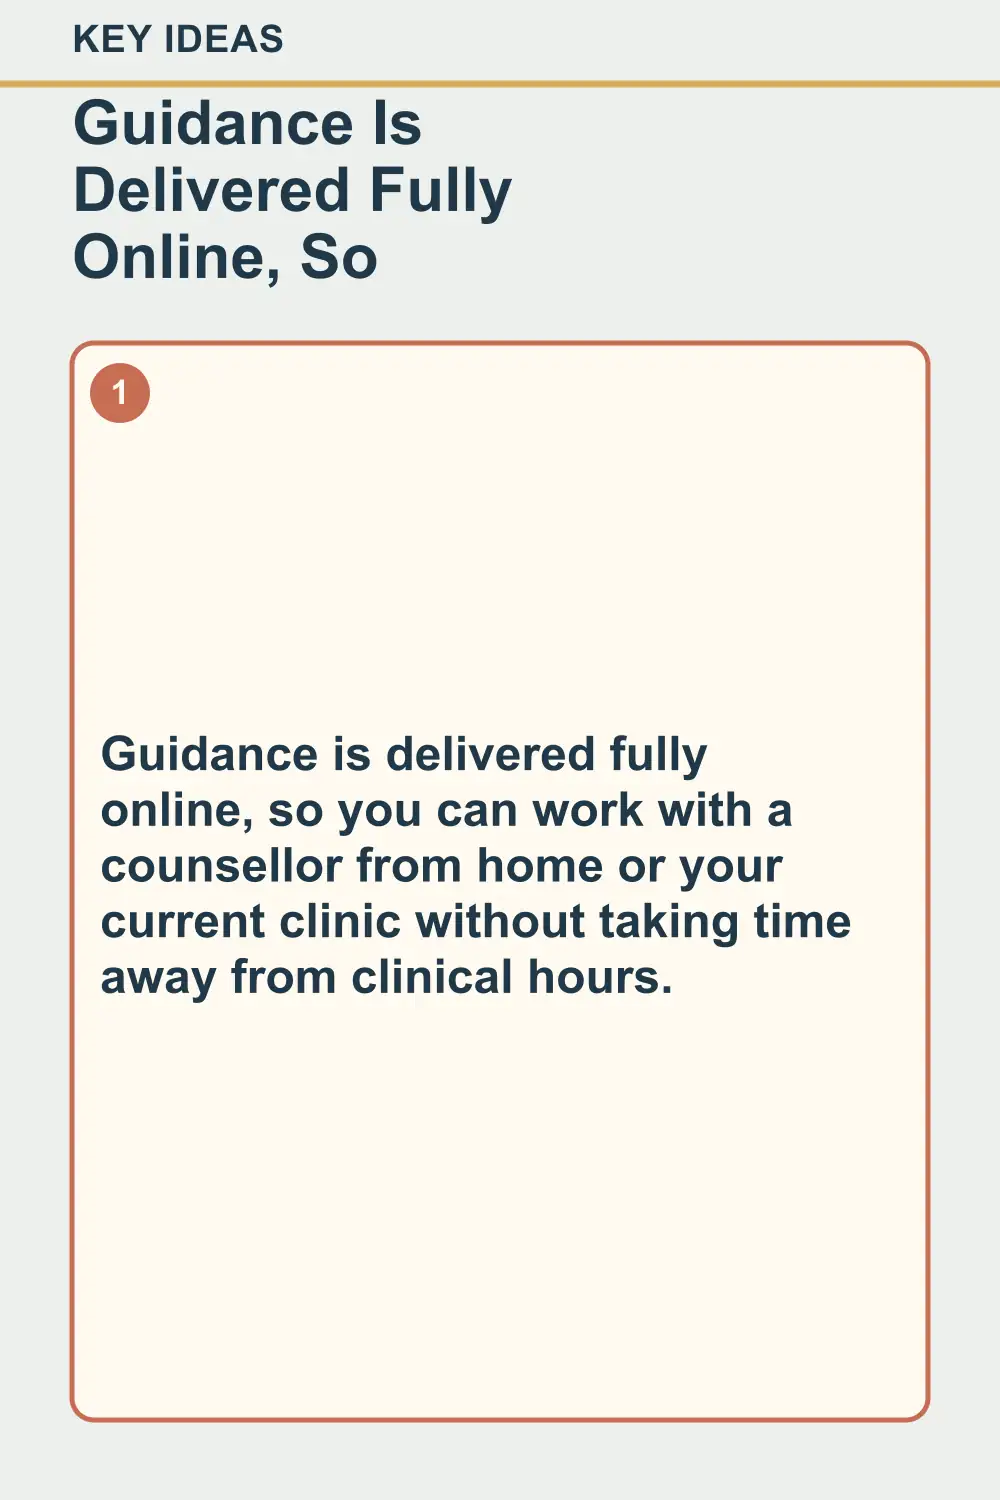 KEY IDEAS
Guidance Is
Delivered Fully
Online, So
1
Guidance is delivered fully
online, so you can work with a
counsellor from home or your
current clinic without taking time
away from clinical hours.